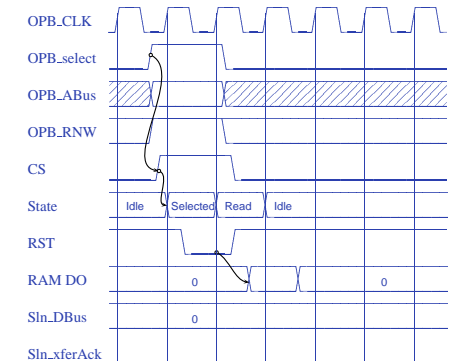 OPB_CLK
OPB_select
OPB_ABus
OPB_RNW
CS
State Idle Selected Read Idle
RST
RAM DO 0 0
Sln_DBus 0
Sln_xferAck